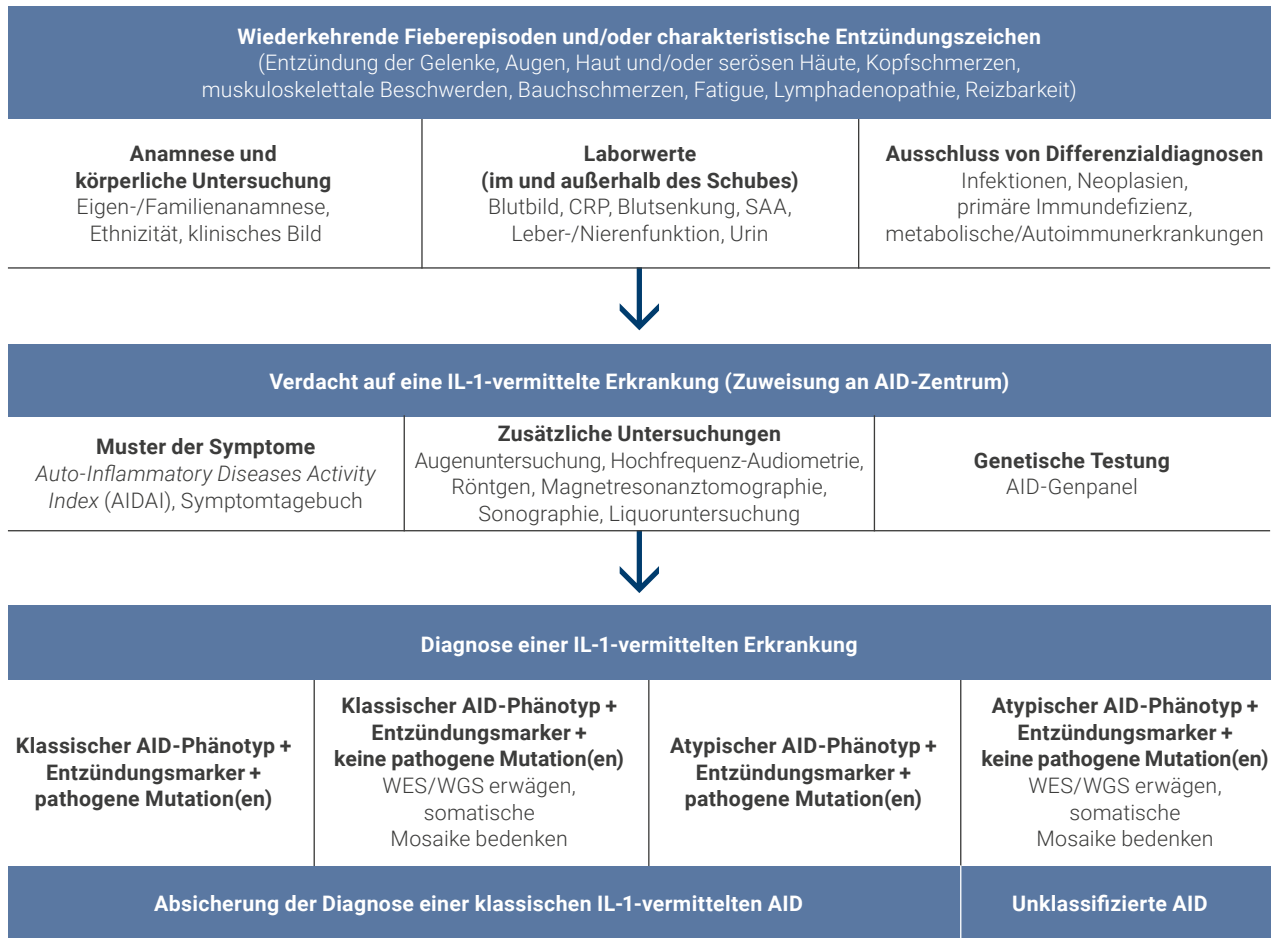 Wiederkehrende Fieberepisoden und/oder charakteristische Entzündungszeichen
(Entzündung der Gelenke, Augen, Haut und/oder serösen Häute, Kopfschmerzen,
muskuloskelettale Beschwerden, Bauchschmerzen, Fatigue, Lymphadenopathie, Reizbarkeit)
Anamnese und
körperliche Untersuchung
Eigen-/Familienanamnese,
Ethnizität, klinisches Bild
Laborwerte
(im und außerhalb des Schubes)
Blutbild, CRP, Blutsenkung, SAA,
Leber-/Nierenfunktion, Urin
Ausschluss von Differenzialdiagnosen
Infektionen, Neoplasien,
primäre Immundefizienz,
metabolische/Autoimmunerkrankungen
Verdacht auf eine IL-1-vermittelte Erkrankung (Zuweisung an AID-Zentrum)
Muster der Symptome
Auto-Inflammatory Diseases Activity
Index (AIDAI), Symptomtagebuch
Zusätzliche Untersuchungen
Augenuntersuchung, Hochfrequenz-Audiometrie,
Röntgen, Magnetresonanztomographie,
Sonographie, Liquoruntersuchung
Genetische Testung
AID-Genpanel
Diagnose einer IL-1-vermittelten Erkrankung
Klassischer AID-Phänotyp +
Entzündungsmarker +
pathogene Mutation(en)
Klassischer AID-Phänotyp +
Entzündungsmarker +
keine pathogene Mutation(en)
WES/WGS erwägen,
somatische
Mosaike bedenken
Atypischer AID-Phänotyp +
Entzündungsmarker +
pathogene Mutation(en)
Atypischer AID-Phänotyp +
Entzündungsmarker +
keine pathogene Mutation(en)
WES/WGS erwägen,
somatische
Mosaike bedenken
Absicherung der Diagnose einer klassischen IL-1-vermittelten AID
Unklassifizierte AID